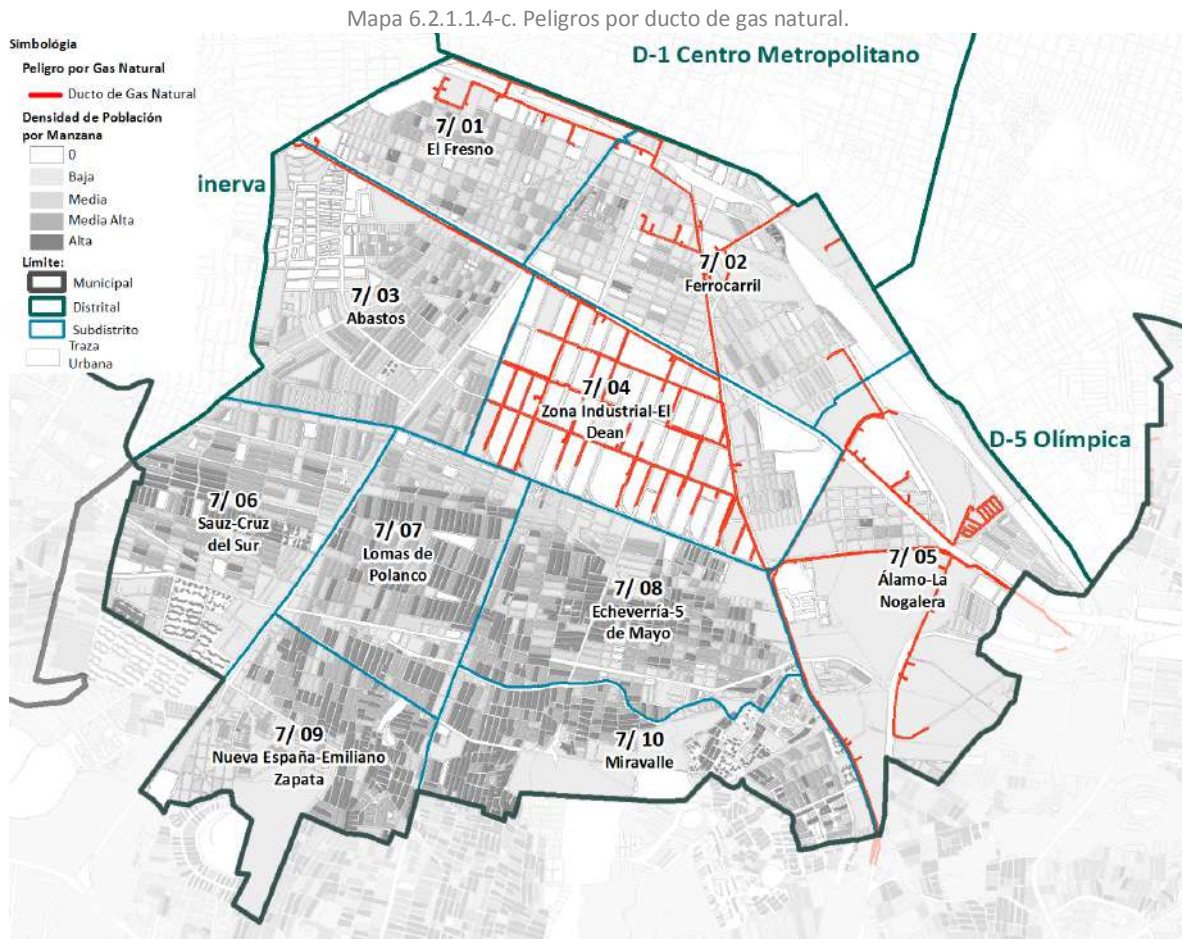 Mapa 6.2.1.1.4-c. Peligros por ducto de gas natural.
Simbológia
Peligro por Gas Natural
Ducto de Gas Natural
Densidad de Población
por Manzana
0
Baja
Media
Media Alta
Alta
Límite:
Municipal
Distrital
Subdistrito
Traza
Urbana
D-1 Centro Metropolitano
inerva
7/ 01
El Fresno
7/ 02
Ferrocarril
7/ 03
Abastos
7/ 04
Zona Industrial-El
Dean
D-5 Olímpica
7/ 05
Álamo-La
Nogalera
7/ 06
Sauz-Cruz
del Sur
7/ 07
Lomas de
Polanco
7/ 08
Echeverría-5
de Mayo
7/ 09
Nueva España-Emiliano
Zapata
7/ 10
Miravalle